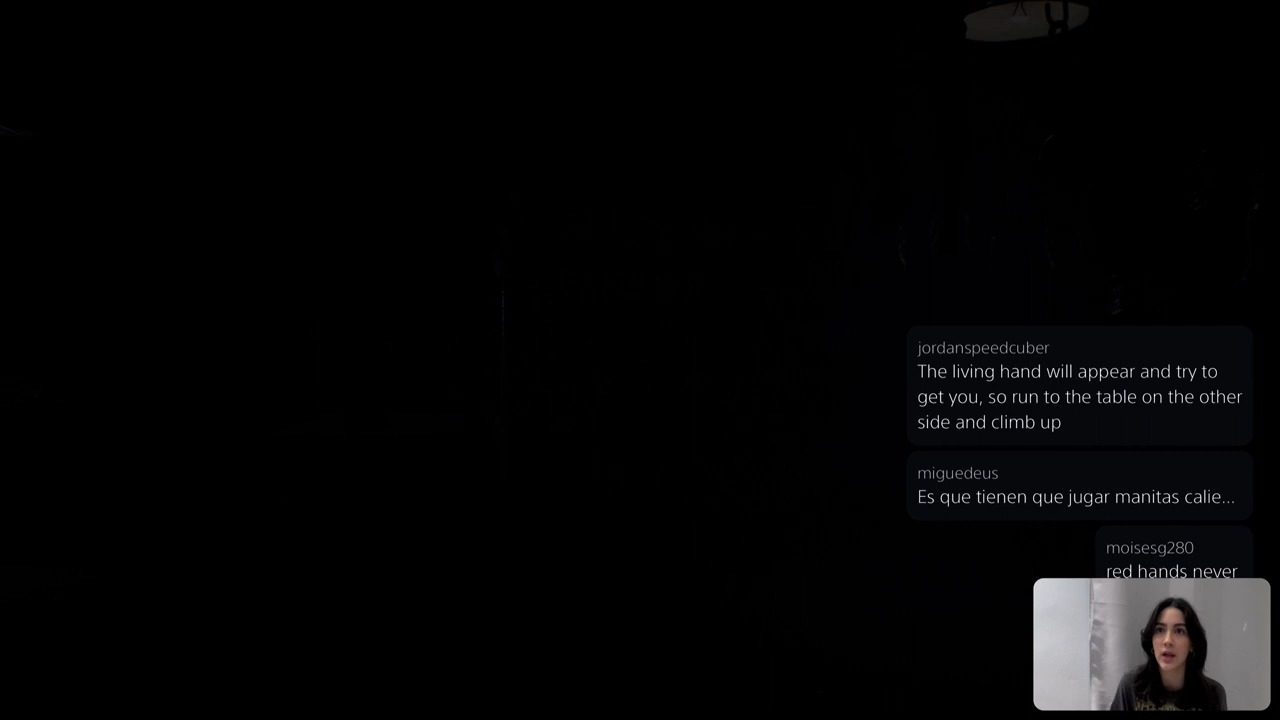 jordanspeedcuber
The living hand will appear and try to
get you, so run to the table on the other
side and climb up
miguedeus
Es que tienen que jugar manitas calie...
moisesg280
red hands never